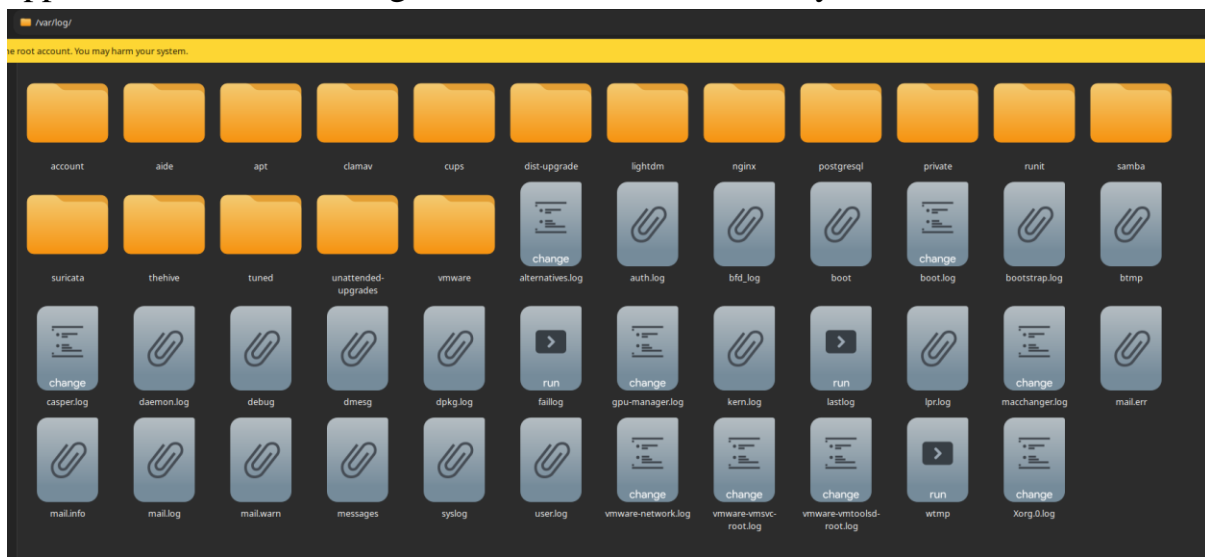 /var/log/
he root account. You may harm your system.
account aide apt clamav cups dist-upgrade lightdm nginx postgresql private runit samba
change change
suricata thehive tuned unattended-upgrades vmware alternatives.log auth.log bfd_log boot boot.log bootstrap.log btmp
change run change run change
casper.log daemon.log debug dmesg dpkg.log faillog gpu-manager.log kern.log lastlog lpr.log macchanger.log mail.err
change change change run change
mail.info mail.log mail.warn messages syslog user.log vmware-network.log vmware-vmsvc-root.log vmware-vmtoolsd-root.log wtmp Xorg.0.log